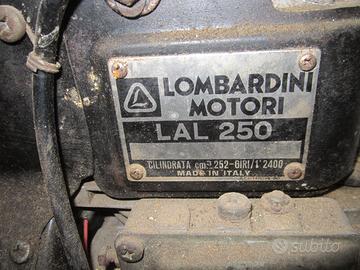 LOMBARDINI
MOTORI
LAL 250
CILINDRATA cm³ 252-GIRI/1' 2400
MADE IN ITALY
subito